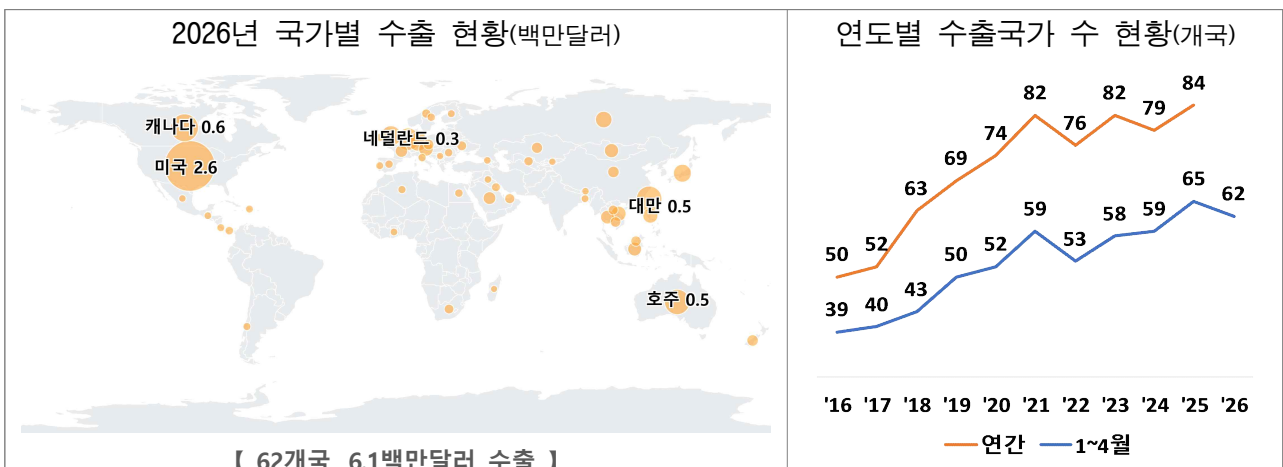 2026년 국가별 수출 현황(백만달러)
캐나다 0.6
네덜란드 0.3
미국 2.6
대만 0.5
호주 0.5
【 62개국 6.1백만달러 수출 】
연도별 수출국가 수 현황(개국)
82
82
84
79
76
74
69
63
65
62
59
59
58
50
52
53
52
50
43
39
40
'16 '17 '18 '19 '20 '21 '22 '23 '24 '25 '26
연간 1~4월